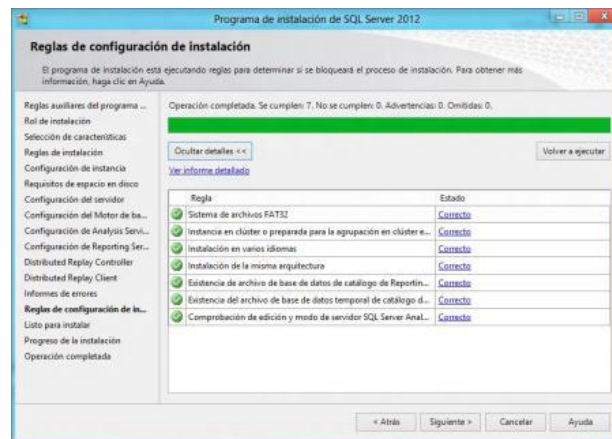 Programa de instalación de SQL Server 2012
Reglas de configuración de instalación
El programa de instalación está ejecutando reglas para determinar si se bloqueará el proceso de instalación. Para obtener más
información, haga clic en Ayuda.
Reglas auxiliares del programa ...
Rol de instalación
Selección de características
Reglas de instalación
Configuración de instancia
Requisitos de espacio en disco
Configuración del servidor
Configuración del Motor de ba...
Configuración de Analysis Servi...
Configuración de Reporting Ser...
Distributed Replay Controller
Distributed Replay Client
Informes de errores
Reglas de configuración de in...
Listo para instalar
Progreso de la instalación
Operación completada
Operación completada. Se cumplen: 7. No se cumplen: 0. Advertencias: 0. Omitidas: 0.
Ocultar detalles <<
Volver a ejecutar
Ver informe detallado
Regla Estado
Sistema de archivos FAT32 Correcto
Instancia en clúster o preparada para la agrupación en clúster e... Correcto
Instalación en varios idiomas Correcto
Instalación de la misma arquitectura Correcto
Existencia de archivo de base de datos de catálogo de Reportin... Correcto
Existencia del archivo de base de datos temporal de catálogo d... Correcto
Comprobación de edición y modo de servidor SQL Server Anal... Correcto
< Atrás Siguiente > Cancelar Ayuda